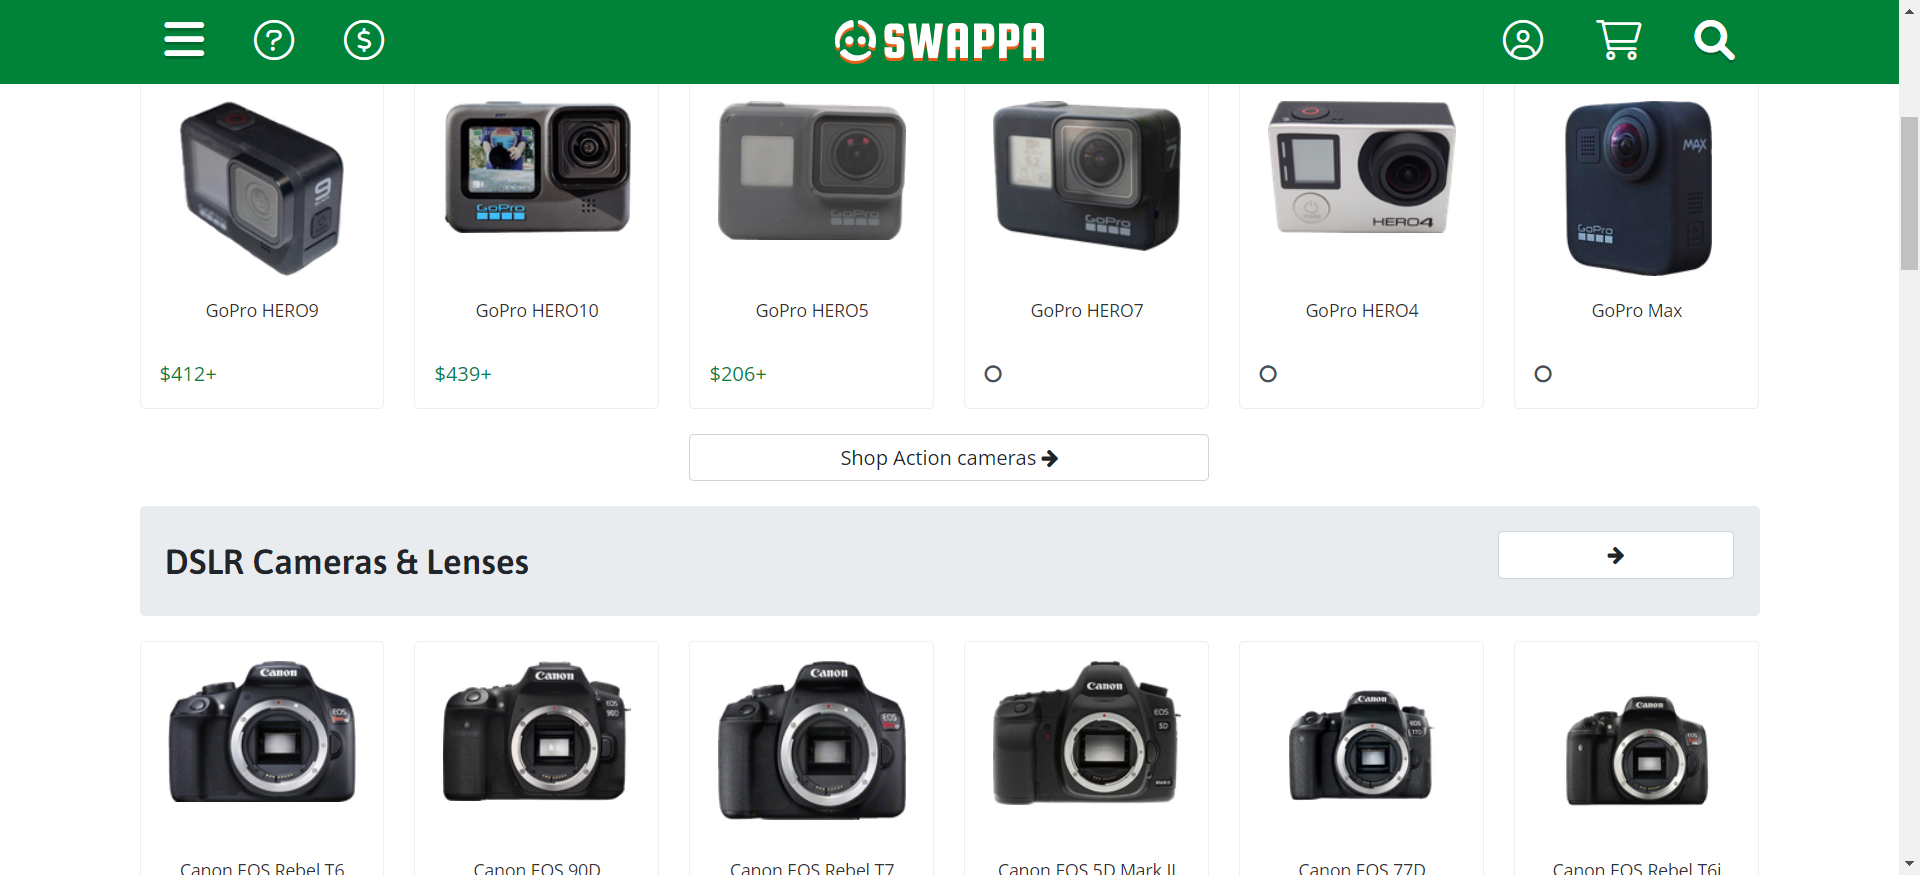 SWAPPA
GoPro HERO9
GoPro HERO10
GoPro HERO5
GoPro HERO7
GoPro HERO4
GoPro Max
$412+
$439+
$206+
Shop Action cameras
DSLR Cameras & Lenses
Canon EOS Rebel T6
Canon EOS 90D
Canon EOS Rebel T7
Canon EOS 5D Mark II
Canon EOS 77D
Canon EOS Rebel T6i